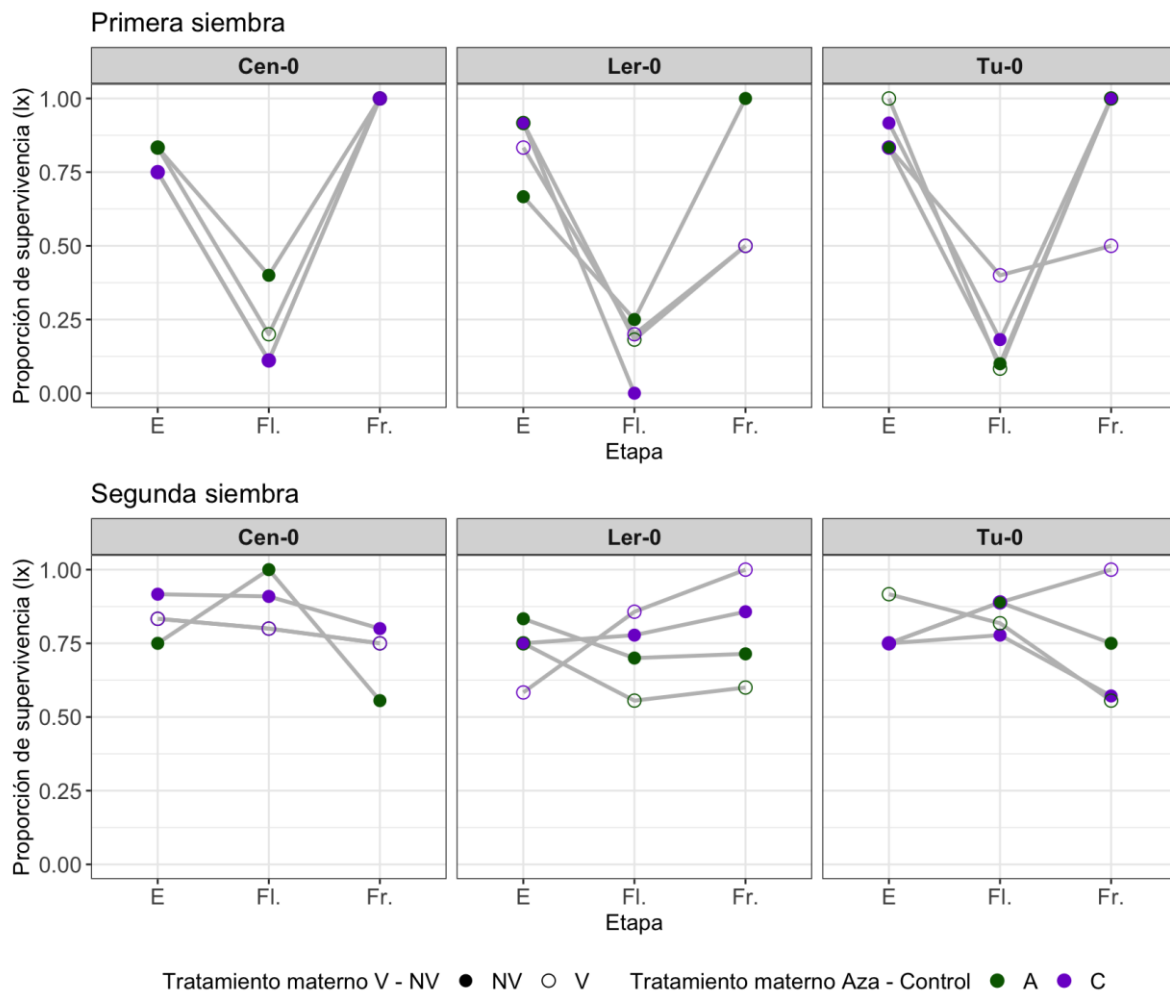 Primera siembra
Cen-0 Ler-0 Tu-0
Proporción de supervivencia (lx)
1.00
0.75
0.50
0.25
0.00
E Fl. Fr. E Fl. Fr. E Fl. Fr.
Etapa
Segunda siembra
Cen-0 Ler-0 Tu-0
Proporción de supervivencia (lx)
1.00
0.75
0.50
0.25
0.00
E Fl. Fr. E Fl. Fr. E Fl. Fr.
Etapa
Tratamiento materno V - NV NV V Tratamiento materno Aza - Control A C